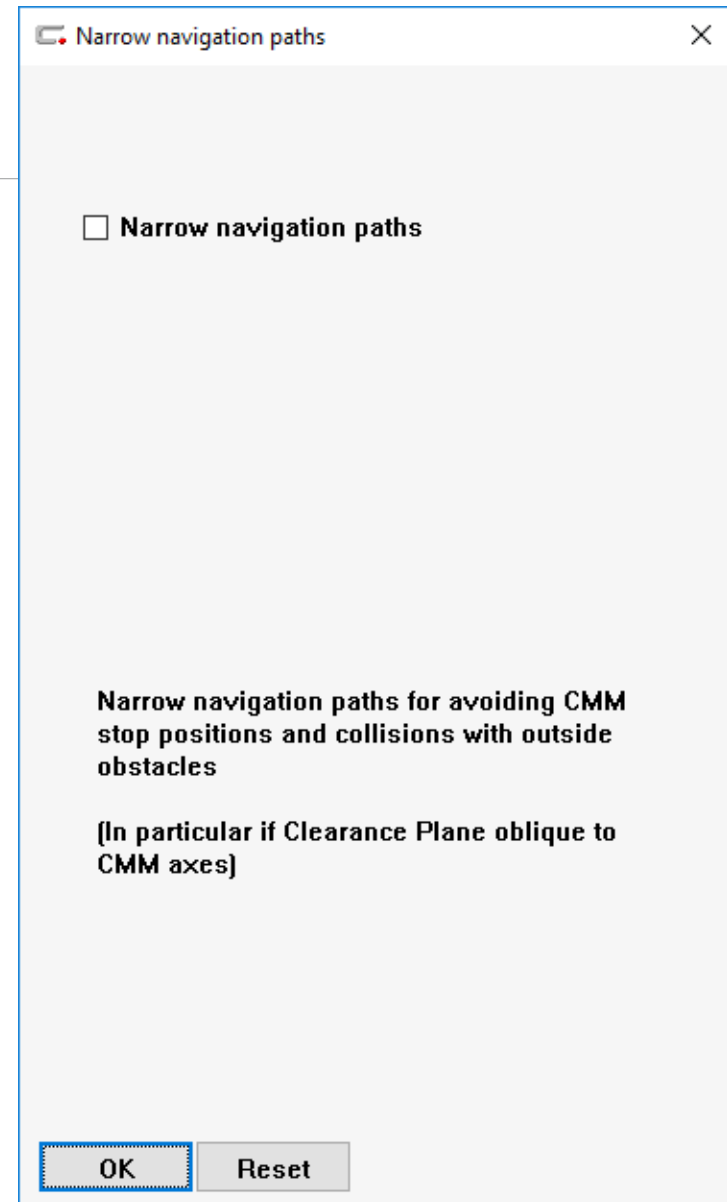 Narrow navigation paths
Narrow navigation paths
Narrow navigation paths for avoiding CMM
stop positions and collisions with outside
obstacles
(In particular if Clearance Plane oblique to
CMM axes)
OK
Reset